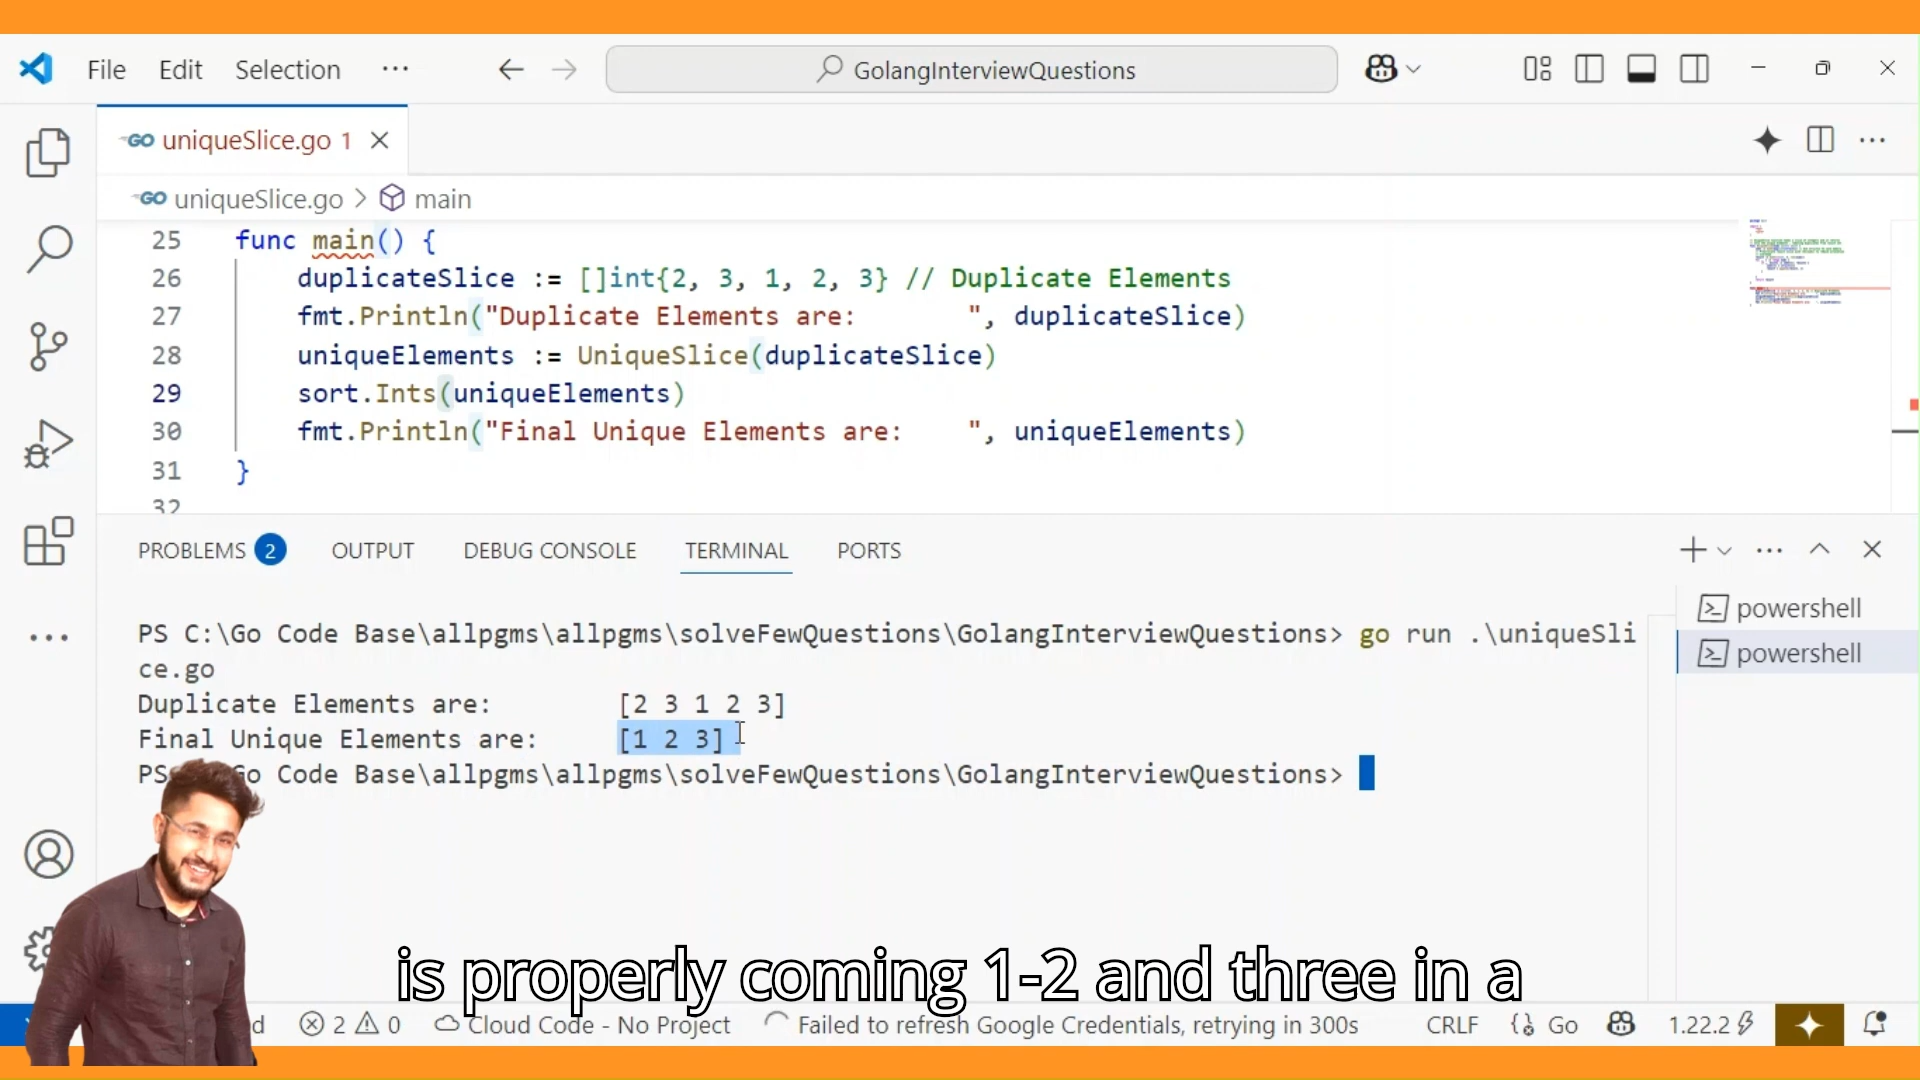 File Edit Selection ··· GolangInterviewQuestions
GO uniqueSlice.go 1
GO uniqueSlice.go > main
25 func main() {
26 duplicateSlice := []int{2, 3, 1, 2, 3} // Duplicate Elements
27 fmt.Println("Duplicate Elements are:       ", duplicateSlice)
28 uniqueElements := UniqueSlice(duplicateSlice)
29 sort.Ints(uniqueElements)
30 fmt.Println("Final Unique Elements are:    ", uniqueElements)
31 }
32
PROBLEMS 2 OUTPUT DEBUG CONSOLE TERMINAL PORTS
powershell
powershell
PS C:\Go Code Base\allpgms\allpgms\solveFewQuestions\GolangInterviewQuestions> go run .\uniqueSli
ce.go
Duplicate Elements are:        [2 3 1 2 3]
Final Unique Elements are:     [1 2 3]
PS Go Code Base\allpgms\allpgms\solveFewQuestions\GolangInterviewQuestions>
is properly coming 1-2 and three in a
d 2 0 Cloud Code - No Project Failed to refresh Google Credentials, retrying in 300s CRLF Go 1.22.2